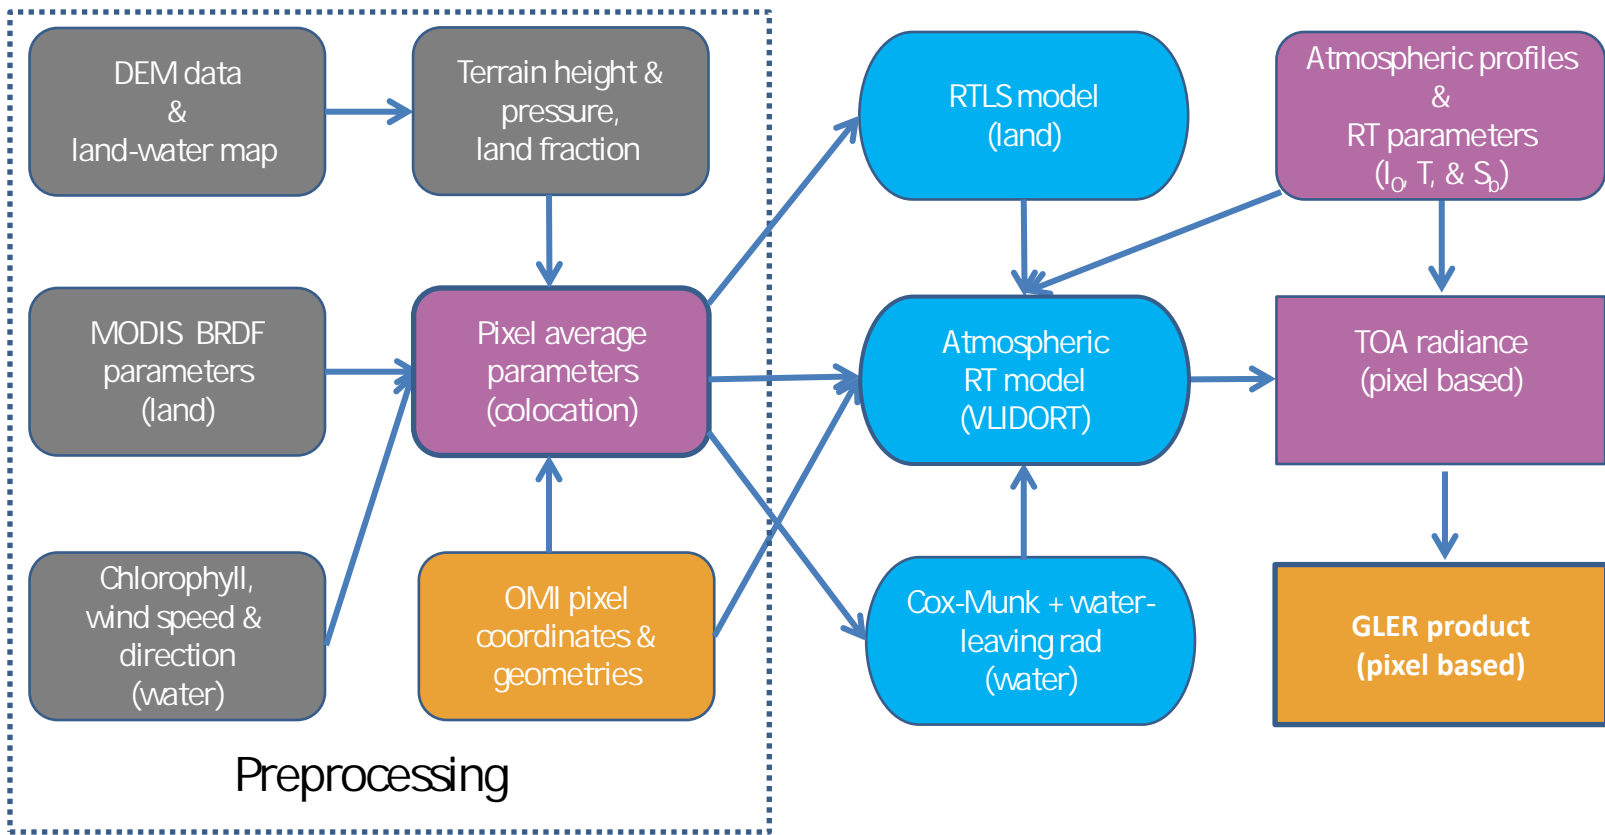 DEM data
&
land-water map
Terrain height &
pressure,
land fraction
RTLS model
(land)
Atmospheric profiles
&
RT parameters
(I₀, T, & S_b)
MODIS BRDF
parameters
(land)
Pixel average
parameters
(colocation)
Atmospheric
RT model
(VLIDORT)
TOA radiance
(pixel based)
Chlorophyll,
wind speed &
direction
(water)
OMI pixel
coordinates &
geometries
Cox-Munk + water-
leaving rad
(water)
GLER product
(pixel based)
Preprocessing